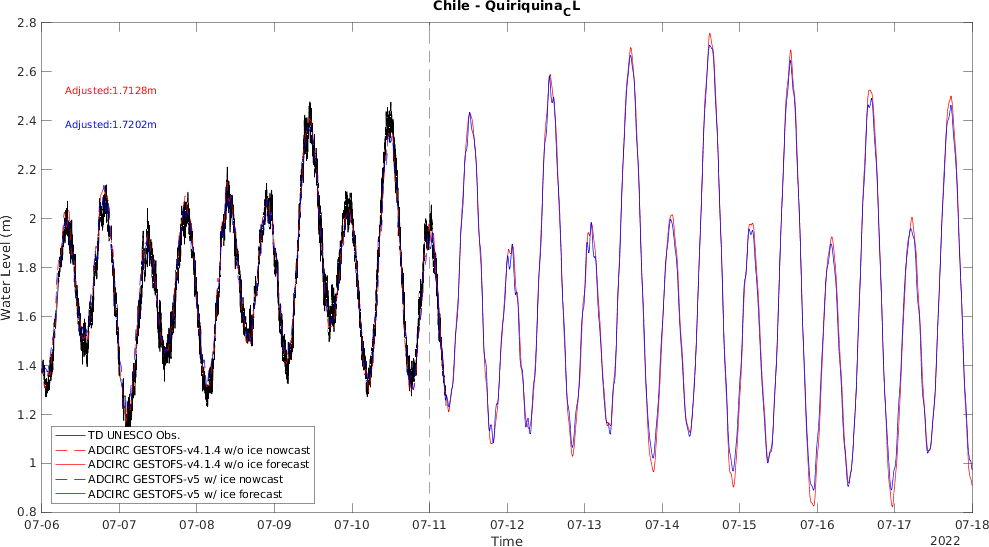 Chile - Quiriquina_CL
2.8
2.6
2.4
2.2
2
1.8
1.6
1.4
1.2
1
0.8
Water Level (m)
Adjusted:1.7128m
Adjusted:1.7202m
TD UNESCO Obs.
ADCIRC GESTOFS-v4.1.4 w/o ice nowcast
ADCIRC GESTOFS-v4.1.4 w/o ice forecast
ADCIRC GESTOFS-v5 w/ ice nowcast
ADCIRC GESTOFS-v5 w/ ice forecast
07-06 07-07 07-08 07-09 07-10 07-11 07-12 07-13 07-14 07-15 07-16 07-17 07-18
Time
2022